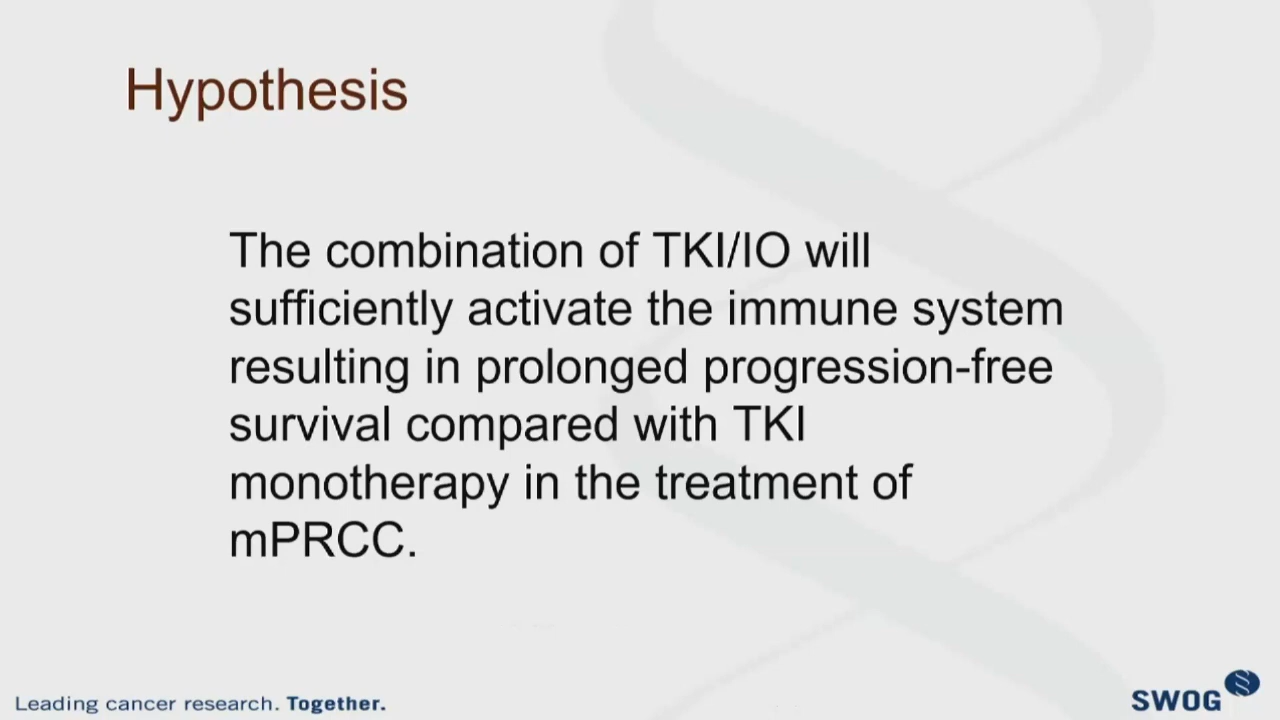 Hypothesis
The combination of TKI/IO will
sufficiently activate the immune system
resulting in prolonged progression-free
survival compared with TKI
monotherapy in the treatment of
mPRCC.
Leading cancer research. Together.
SWOG